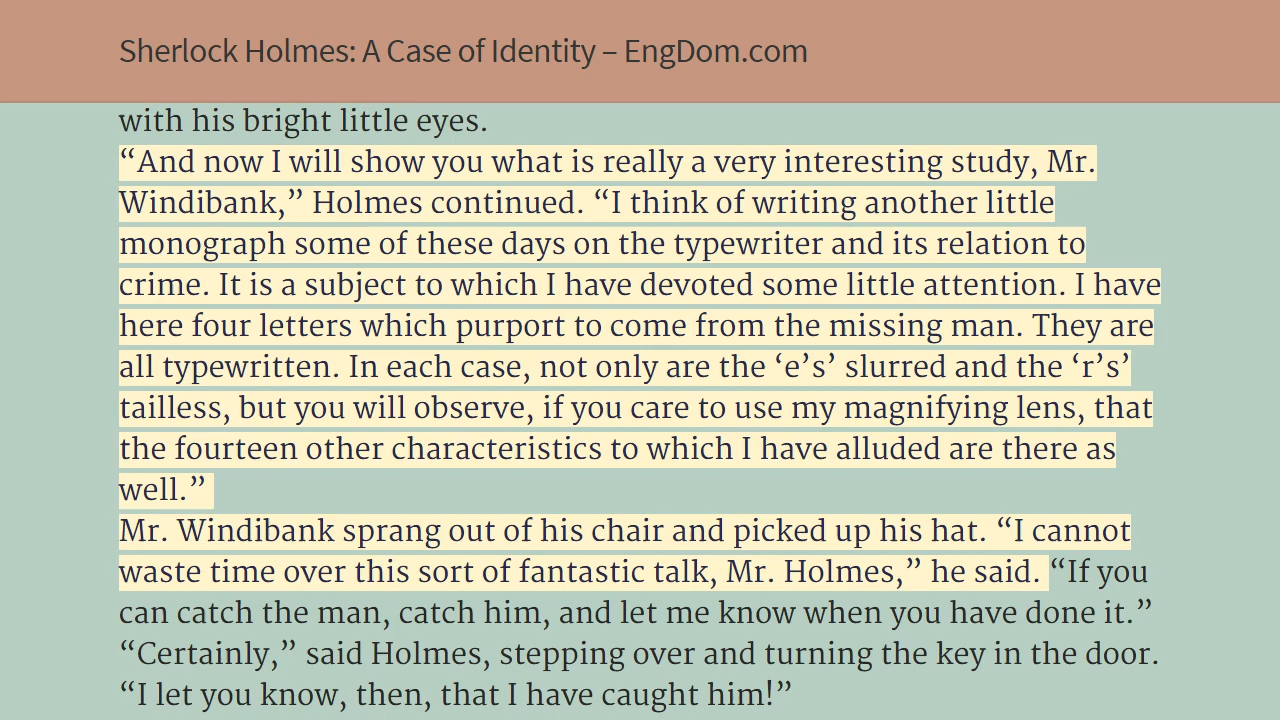 Sherlock Holmes: A Case of Identity – EngDom.com
with his bright little eyes.
“And now I will show you what is really a very interesting study, Mr.
Windibank,” Holmes continued. “I think of writing another little
monograph some of these days on the typewriter and its relation to
crime. It is a subject to which I have devoted some little attention. I have
here four letters which purport to come from the missing man. They are
all typewritten. In each case, not only are the ‘e’s’ slurred and the ‘r’s’
tailless, but you will observe, if you care to use my magnifying lens, that
the fourteen other characteristics to which I have alluded are there as
well.”
Mr. Windibank sprang out of his chair and picked up his hat. “I cannot
waste time over this sort of fantastic talk, Mr. Holmes,” he said. “If you
can catch the man, catch him, and let me know when you have done it.”
“Certainly,” said Holmes, stepping over and turning the key in the door.
“I let you know, then, that I have caught him!”